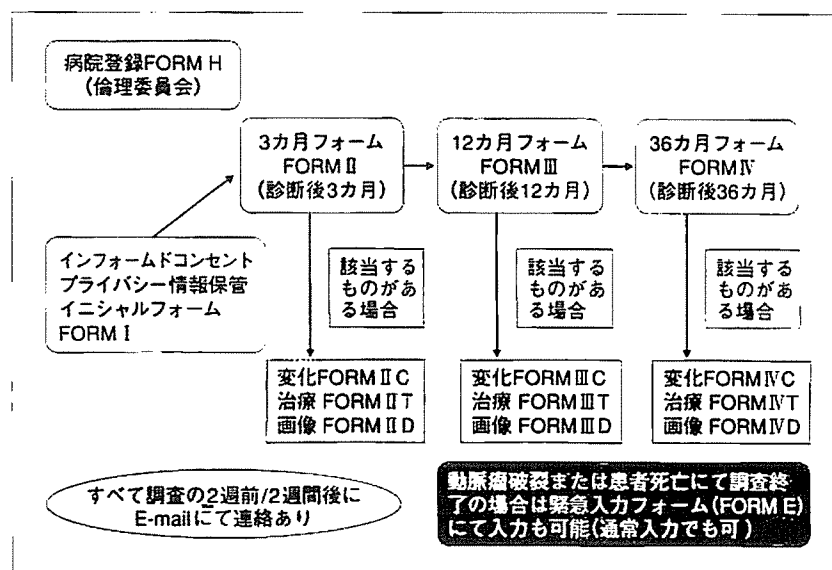 病院登録FORM H
(倫理委員会)
3カ月フォーム
FORM Ⅱ
(診断後3カ月)
12カ月フォーム
FORM Ⅲ
(診断後12カ月)
36カ月フォーム
FORM Ⅳ
(診断後36カ月)
インフォームドコンセント
プライバシー情報保管
イニシャルフォーム
FORM Ⅰ
該当する
ものがあ
る場合
該当する
ものがあ
る場合
該当する
ものがあ
る場合
変化FORM ⅡC
治療 FORM ⅡT
画像 FORM ⅡD
変化FORM ⅢC
治療 FORM ⅢT
画像 FORM ⅢD
変化FORM ⅣC
治療 FORM ⅣT
画像 FORM ⅣD
すべて調査の2週前/2週間後に
E-mailにて連絡あり
動脈瘤破裂または患者死亡にて調査終
了の場合は緊急入力フォーム(FORM E)
にて入力も可能(通常入力でも可)